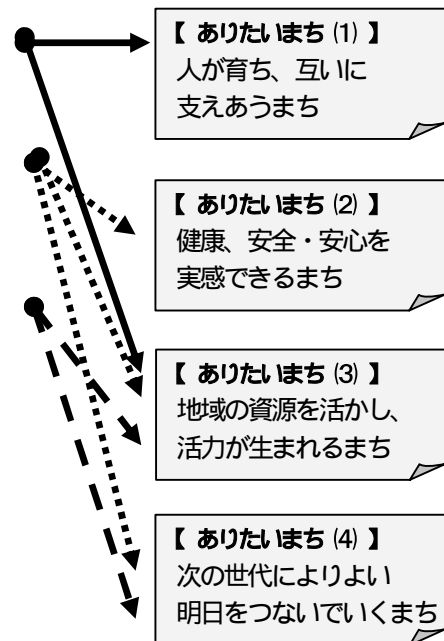 【 ありたいまち (1) 】
人が育ち、互いに
支えあうまち
【 ありたいまち (2) 】
健康、安全・安心を
実感できるまち
【 ありたいまち (3) 】
地域の資源を活かし、
活力が生まれるまち
【 ありたいまち (4) 】
次の世代によりよい
明日をつないでいくまち